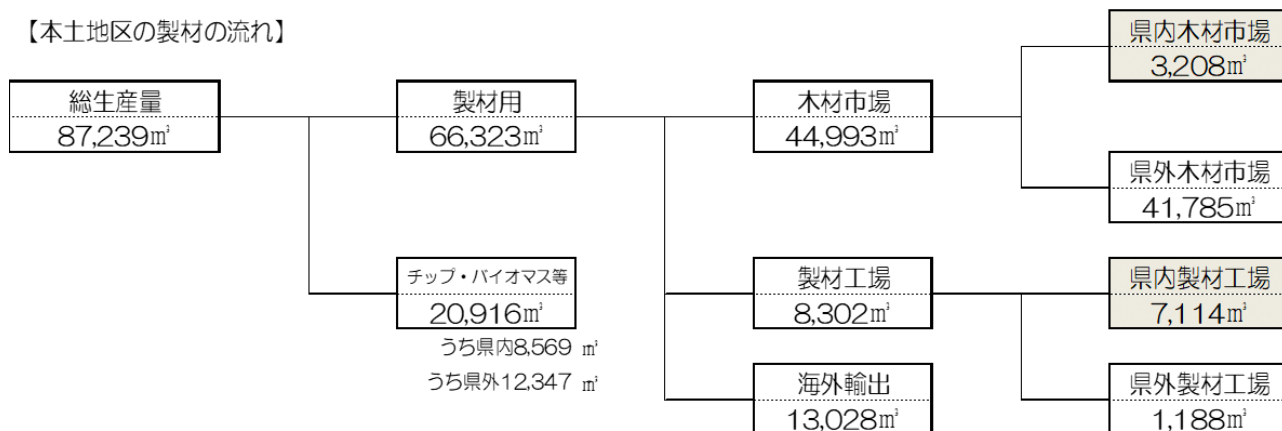 【本土地区の製材の流れ】
県内木材市場
3,208㎥
総生産量
87,239㎥
製材用
66,323㎥
木材市場
44,993㎥
県外木材市場
41,785㎥
チップ・バイオマス等
20,916㎥
うち県内8,569 ㎥
うち県外12,347 ㎥
製材工場
8,302㎥
県内製材工場
7,114㎥
海外輸出
13,028㎥
県外製材工場
1,188㎥